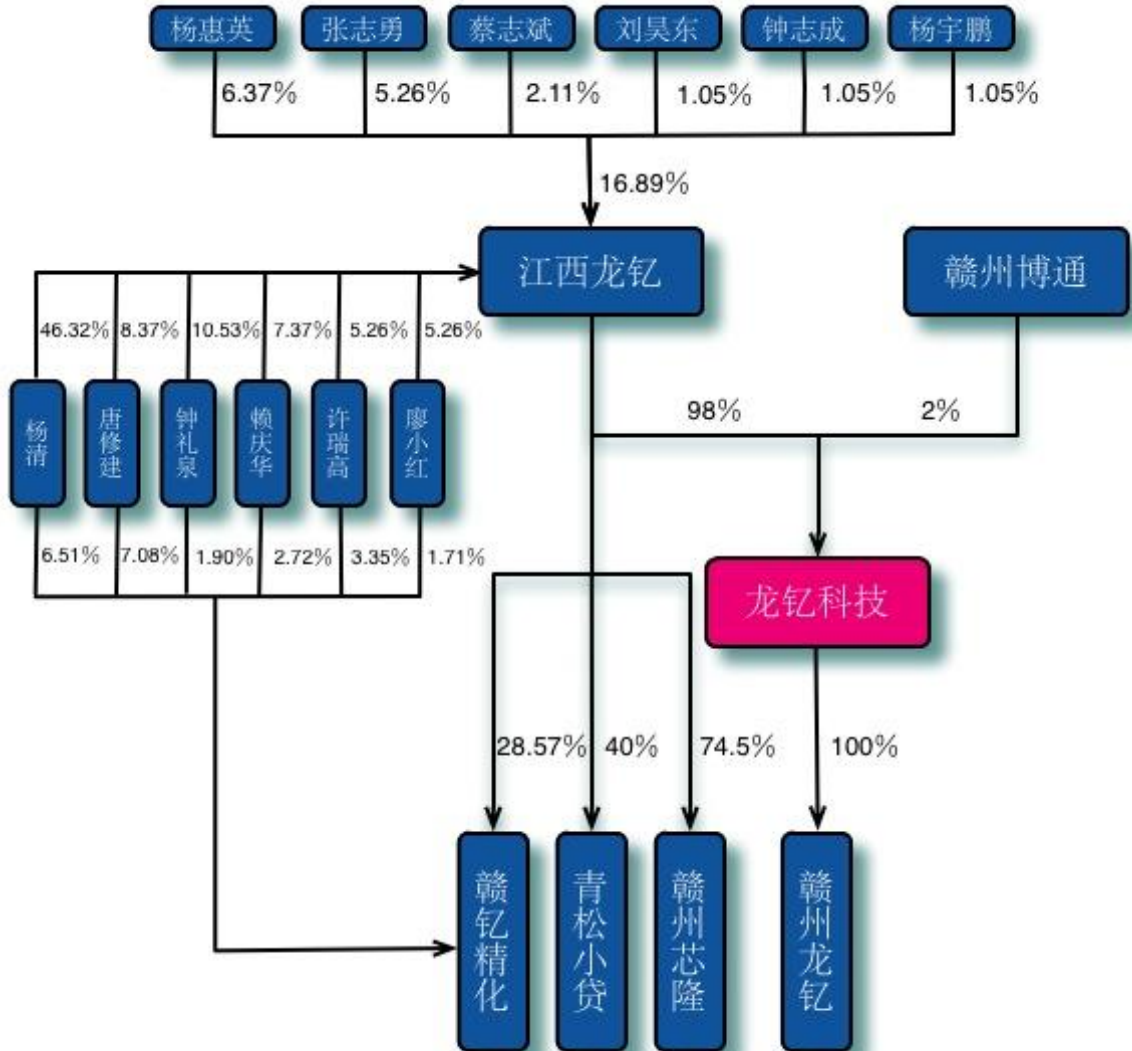 杨惠英 张志勇 蔡志斌 刘昊东 钟志成 杨宇鹏
6.37% 5.26% 2.11% 1.05% 1.05% 1.05%
16.89%
江西龙钇 赣州博通
46.32% 8.37% 10.53% 7.37% 5.26% 5.26%
杨清 唐修建 钟礼泉 赖庆华 许瑞高 廖小红
98% 2%
6.51% 7.08% 1.90% 2.72% 3.35% 1.71%
龙钇科技
28.57% 40% 74.5% 100%
赣钇精化 青松小贷 赣州芯隆 赣州龙钇